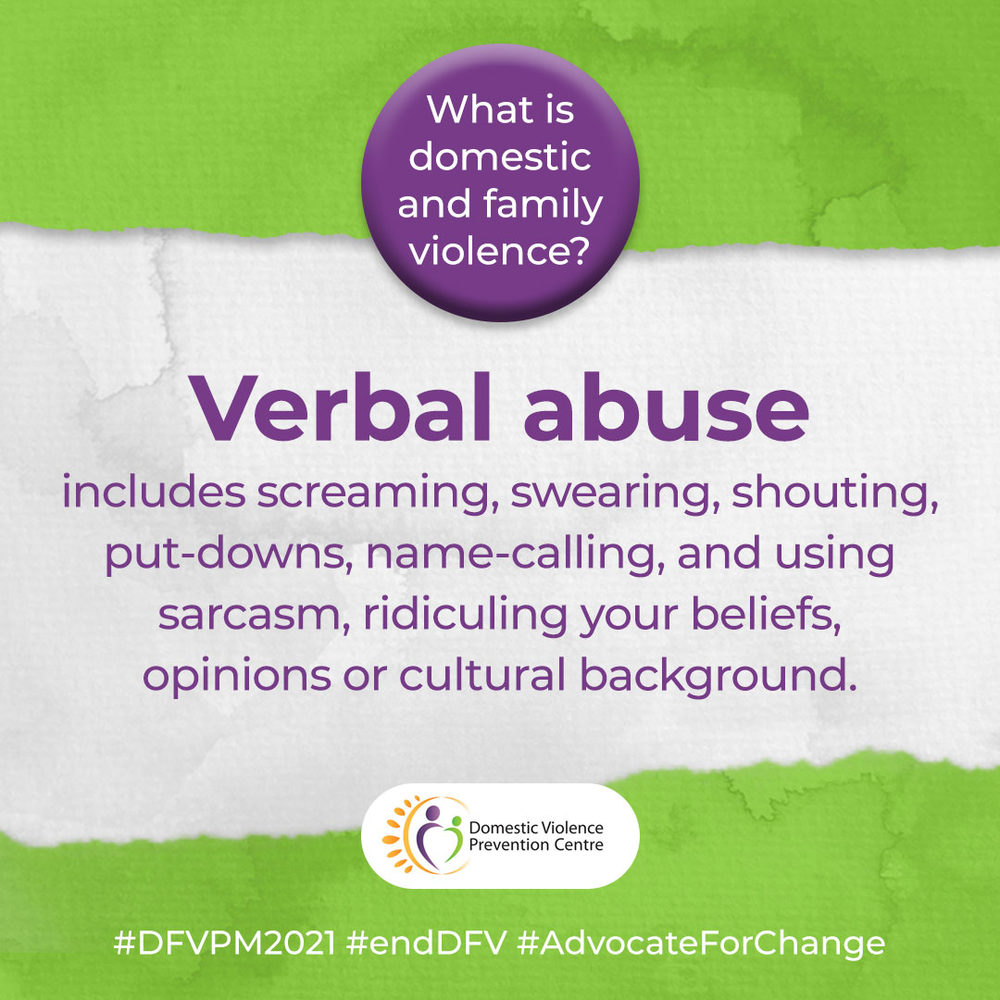 What is
domestic
and family
violence?
Verbal abuse
includes screaming, swearing, shouting,
put-downs, name-calling, and using
sarcasm, ridiculing your beliefs,
opinions or cultural background.
Domestic Violence
Prevention Centre
#DFVPM2021 #endDFV #AdvocateForChange